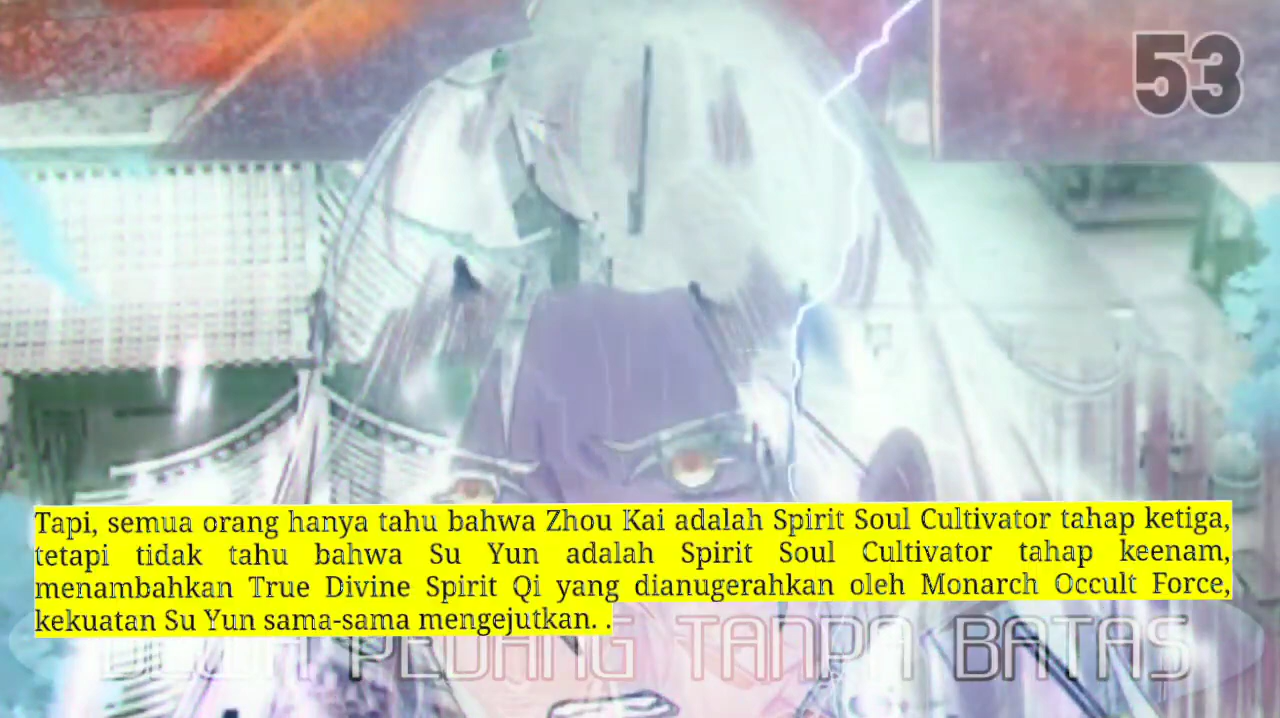 53
Tapi, semua orang hanya tahu bahwa Zhou Kai adalah Spirit Soul Cultivator tahap ketiga,
tetapi tidak tahu bahwa Su Yun adalah Spirit Soul Cultivator tahap keenam,
menambahkan True Divine Spirit Qi yang dianugerahkan oleh Monarch Occult Force,
kekuatan Su Yun sama-sama mengejutkan. .
DEWA PEDANG TANPA BATAS